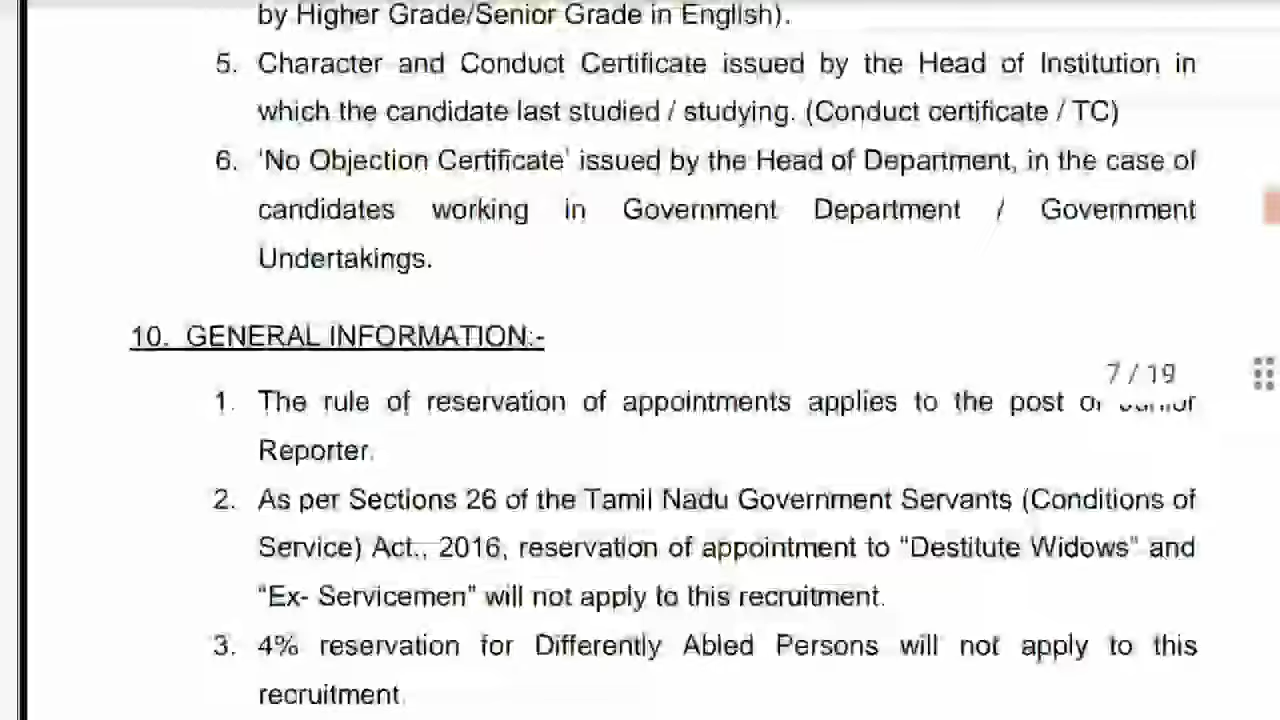 by Higher Grade/Senior Grade in English).
5. Character and Conduct Certificate issued by the Head of Institution in
which the candidate last studied / studying. (Conduct certificate / TC)
6. 'No Objection Certificate' issued by the Head of Department, in the case of
candidates working in Government Department / Government
Undertakings.
10. GENERAL INFORMATION:-
7 / 19
1. The rule of reservation of appointments applies to the post
Reporter.
2. As per Sections 26 of the Tamil Nadu Government Servants (Conditions of
Service) Act., 2016, reservation of appointment to "Destitute Widows" and
"Ex- Servicemen" will not apply to this recruitment.
3. 4% reservation for Differently Abled Persons will not apply to this
recruitment.